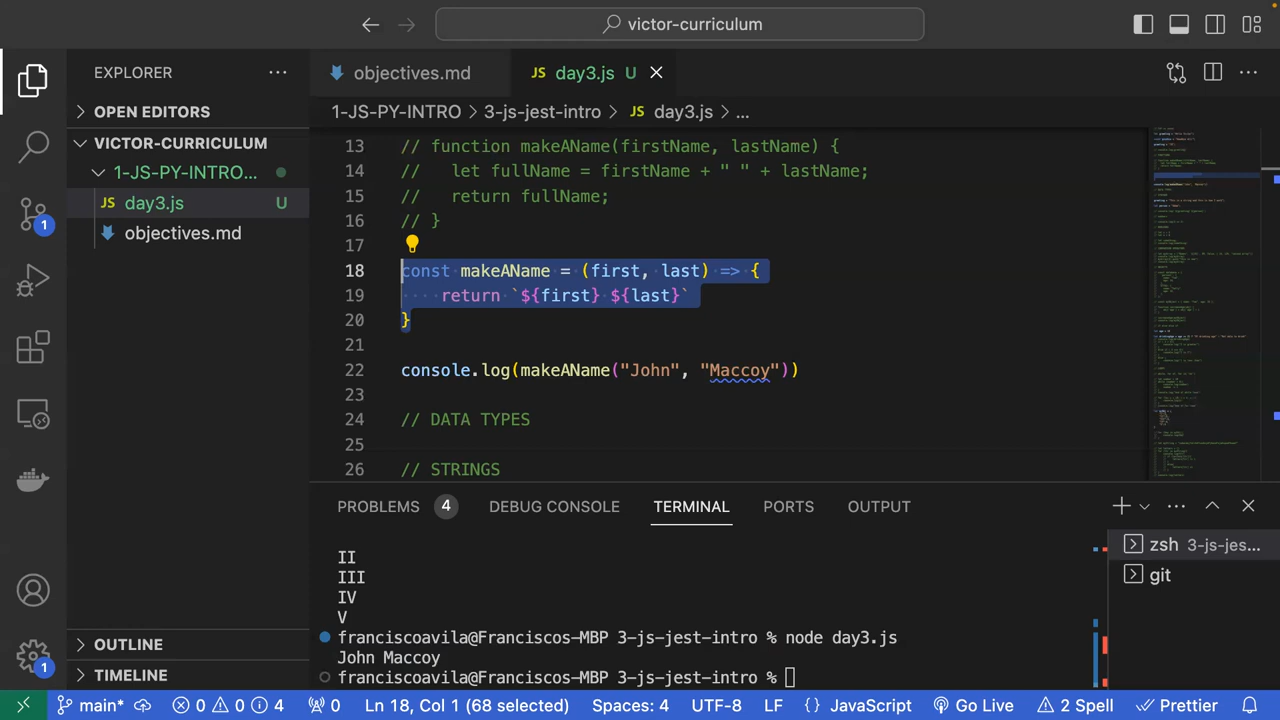 victor-curriculum
EXPLORER
objectives.md
JS day3.js U
OPEN EDITORS
1-JS-PY-INTRO > 3-js-jest-intro > JS day3.js > ...
VICTOR-CURRICULUM
1-JS-PY-INTRO...
JS day3.js U
objectives.md
13 // function makeAName(firstName, lastName) {
14 //     let fullName = firstName + " " + lastName;
15 //     return fullName;
16 // }
17
18 const makeAName = (first, last) => {
19     return `${first} ${last}`
20 }
21
22 console.log(makeAName("John", "Maccoy"))
23
24 // DATA TYPES
25
26 // STRINGS
PROBLEMS 4 DEBUG CONSOLE TERMINAL PORTS OUTPUT
II
III
IV
V
franciscoavila@Franciscos-MBP 3-js-jest-intro % node day3.js
John Maccoy
franciscoavila@Franciscos-MBP 3-js-jest-intro %
zsh 3-js-jes...
git
1
OUTLINE
TIMELINE
1
main* 0 0 4 0 Ln 18, Col 1 (68 selected) Spaces: 4 UTF-8 LF {} JavaScript Go Live 2 Spell Prettier